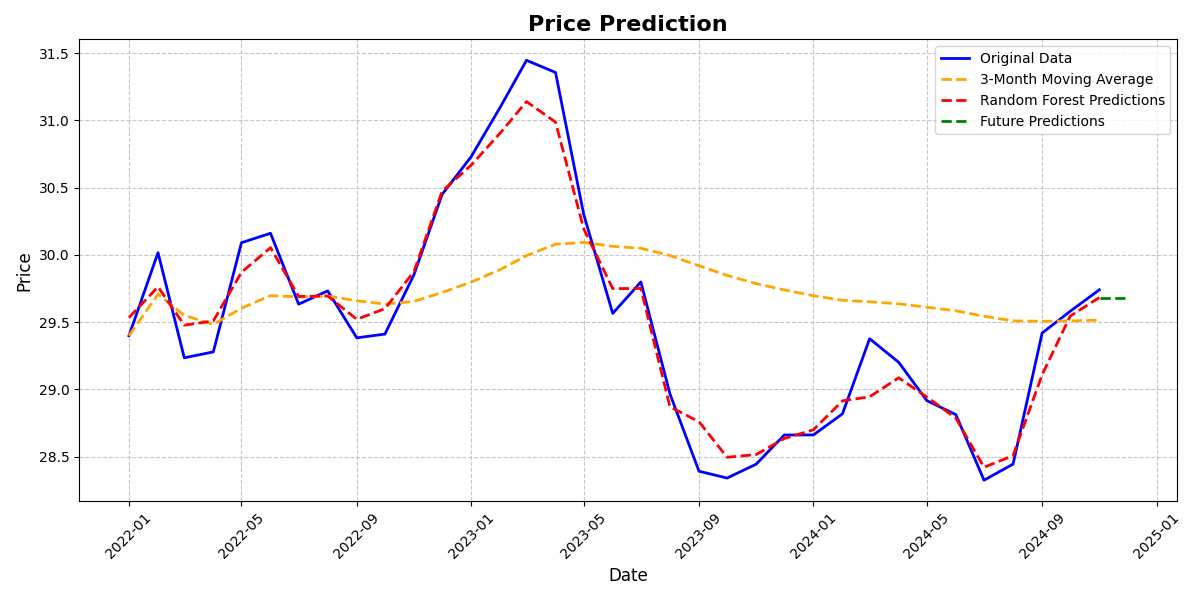 Price Prediction
31.5
31.0
30.5
30.0
29.5
29.0
28.5
Price
Original Data
3-Month Moving Average
Random Forest Predictions
Future Predictions
2022-01
2022-05
2022-09
2023-01
2023-05
2023-09
2024-01
2024-05
2024-09
2025-01
Date